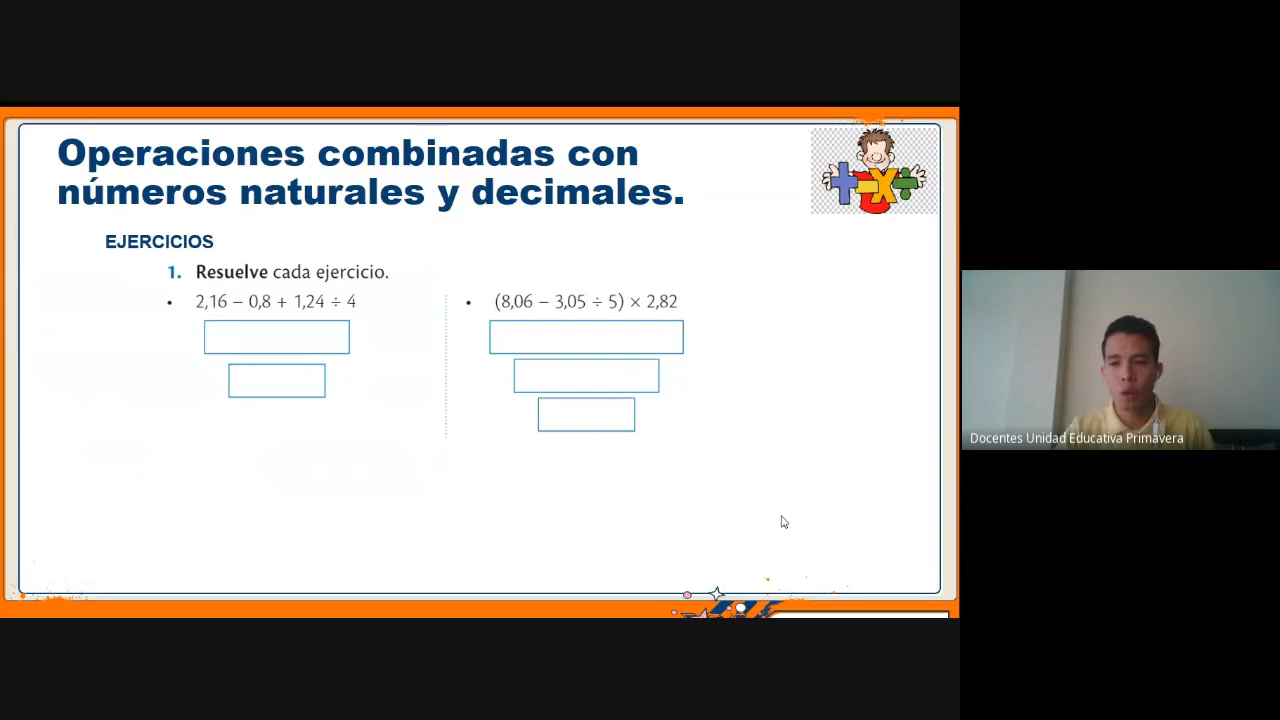 Operaciones combinadas con
números naturales y decimales.
EJERCICIOS
1. Resuelve cada ejercicio.
• 2,16 − 0,8 + 1,24 ÷ 4
• (8,06 − 3,05 ÷ 5) × 2,82
Docentes Unidad Educativa Primavera